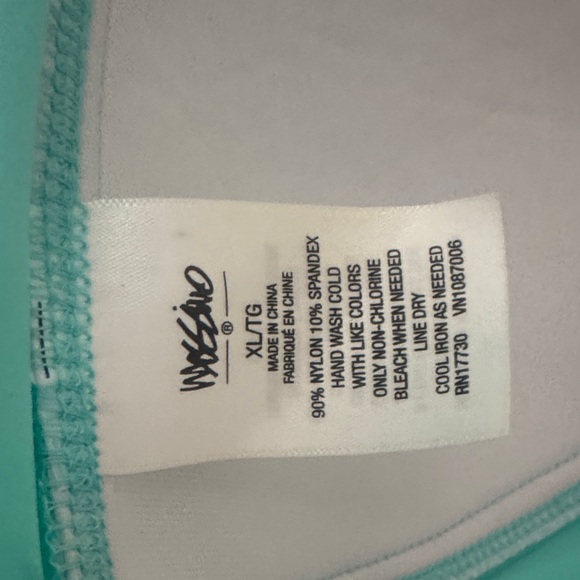 Mossimo
®
XL/TG
MADE IN CHINA
FABRIQUÉ EN CHINE
90% NYLON 10% SPANDEX
HAND WASH COLD
WITH LIKE COLORS
ONLY NON-CHLORINE
BLEACH WHEN NEEDED
LINE DRY
COOL IRON AS NEEDED
RN17730 VN1087006